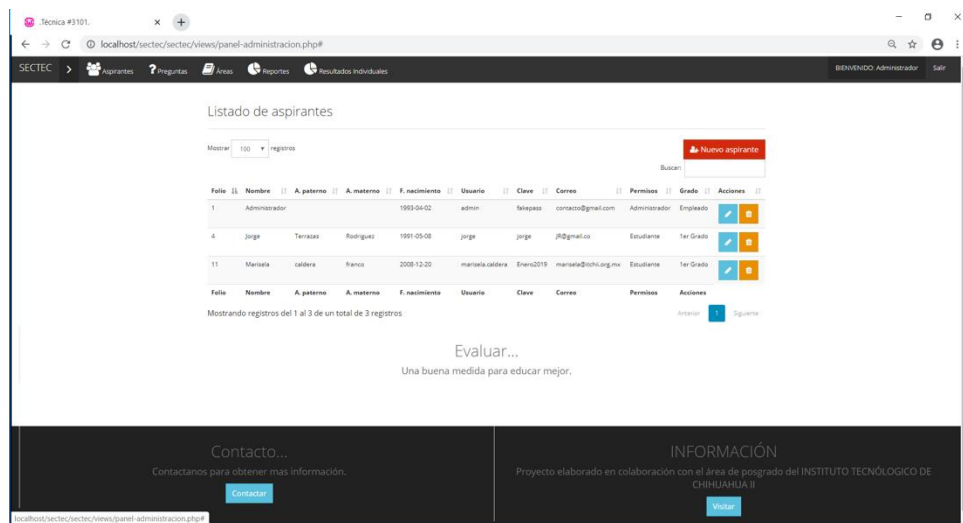 .Técnica #3101.
localhost/sectec/sectec/views/panel-administracion.php#
SECTEC > Aspirantes ? Preguntas Áreas Reportes Resultados Individuales BIENVENIDO: Administrador Salir
Listado de aspirantes
Mostrar 100 registros
Nuevo aspirante
Buscar:
Folio Nombre A. paterno A. materno F. nacimiento Usuario Clave Correo Permisos Grado Acciones
1 Administrador 1993-04-02 admin fakepass contacto@gmail.com Administrador Empleado
4 Jorge Terrazas Rodriguez 1991-05-08 jorge jorge JR@gmail.co Estudiante 1er Grado
11 Marisela caldera franco 2008-12-20 marisela.caldera Enero2019 marisela@itchii.org.mx Estudiante 1er Grado
Folio Nombre A. paterno A. materno F. nacimiento Usuario Clave Correo Permisos Acciones
Mostrando registros del 1 al 3 de un total de 3 registros
Anterior 1 Siguiente
Evaluar...
Una buena medida para educar mejor.
Contacto...
Contactanos para obtener mas información.
Contactar
INFORMACIÓN
Proyecto elaborado en colaboración con el área de posgrado del INSTITUTO TECNÓLOGICO DE
CHIHUAHUA II
Visitar
localhost/sectec/sectec/views/panel-administracion.php#